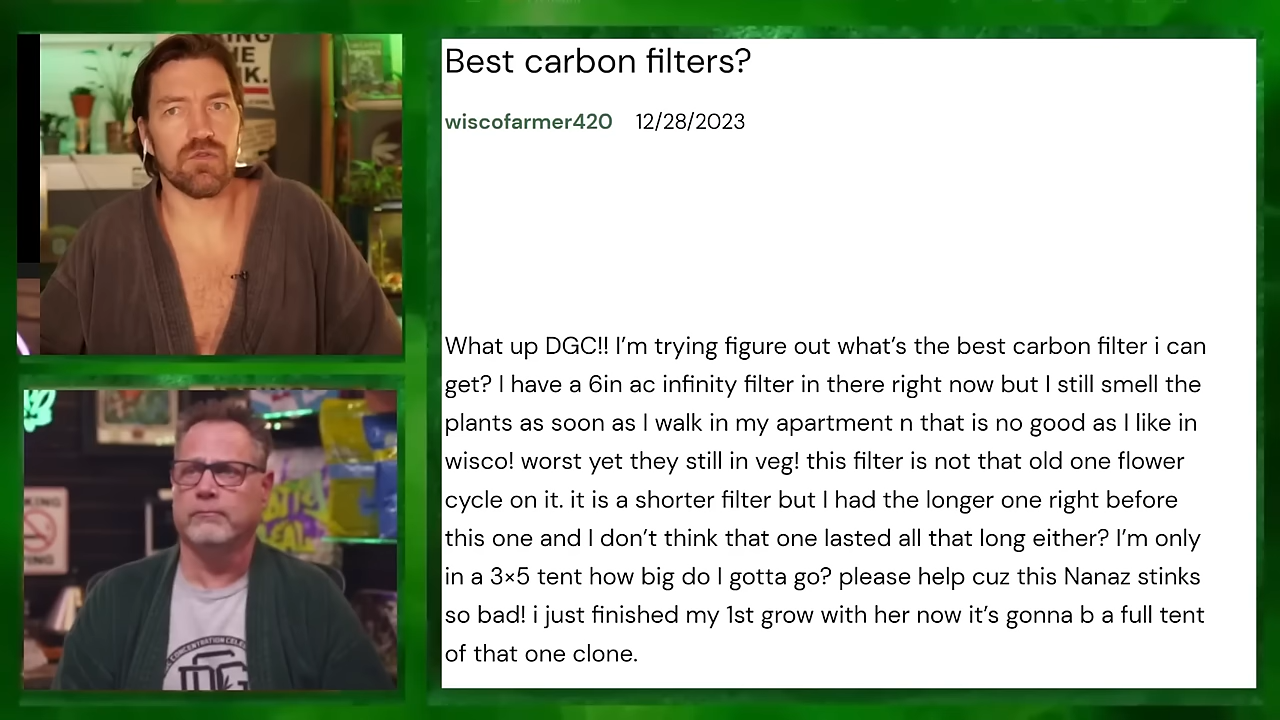 Best carbon filters?
wiscofarmer420 12/28/2023
What up DGC!! I'm trying figure out what's the best carbon filter i can
get? I have a 6in ac infinity filter in there right now but I still smell the
plants as soon as I walk in my apartment n that is no good as I like in
wisco! worst yet they still in veg! this filter is not that old one flower
cycle on it. it is a shorter filter but I had the longer one right before
this one and I don't think that one lasted all that long either? I'm only
in a 3×5 tent how big do I gotta go? please help cuz this Nanaz stinks
so bad! i just finished my 1st grow with her now it's gonna b a full tent
of that one clone.
DGC